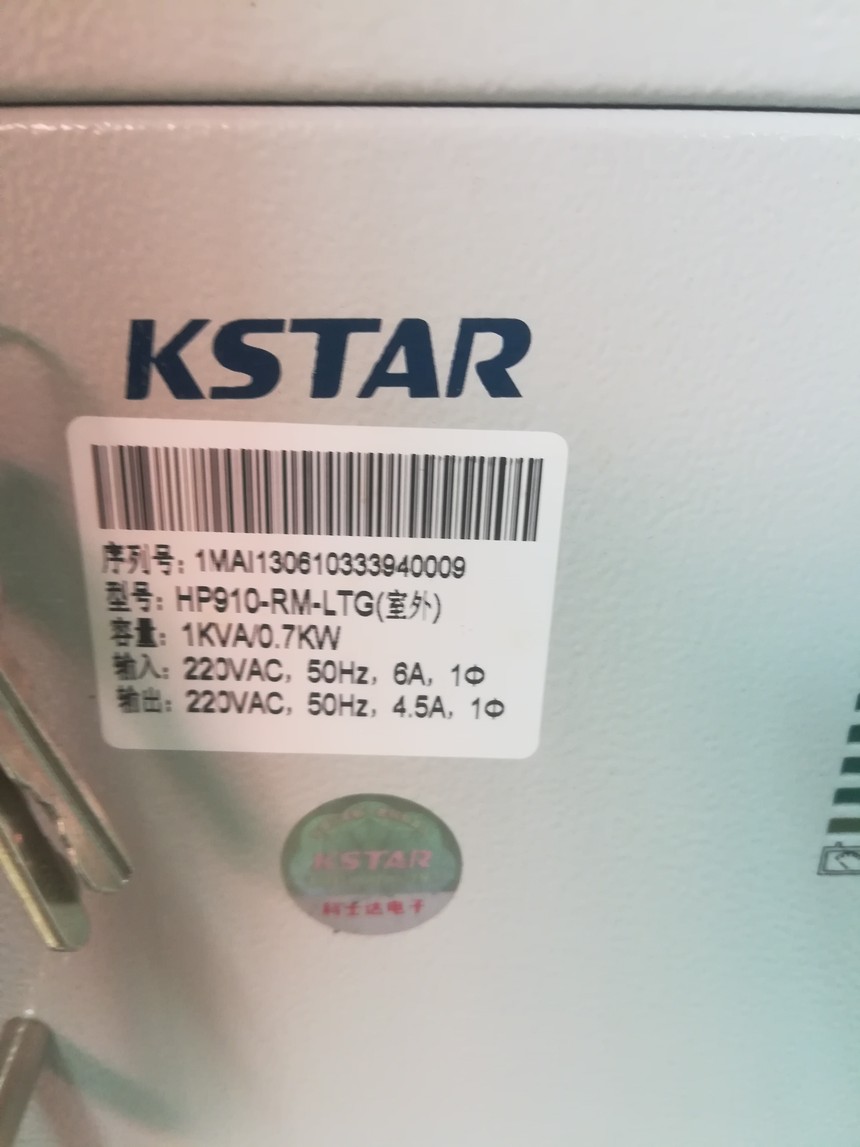 KSTAR
序列号: 1MAI130610333940009
型号: HP910-RM-LTG(室外)
容量: 1KVA/0.7KW
输入: 220VAC, 50Hz, 6A, 1Φ
输出: 220VAC, 50Hz, 4.5A, 1Φ
KSTAR
科士达电子